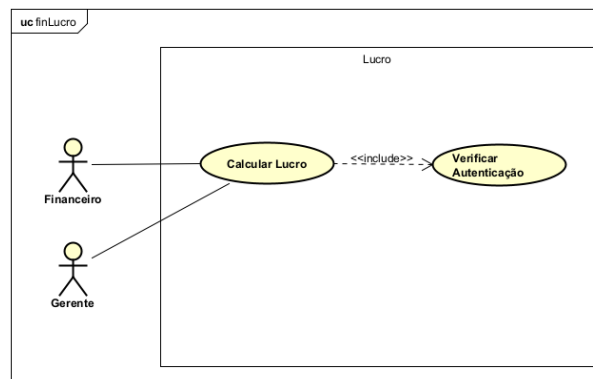 uc finLucro
Lucro
Financeiro
Calcular Lucro
<<include>>
Verificar
Autenticação
Gerente